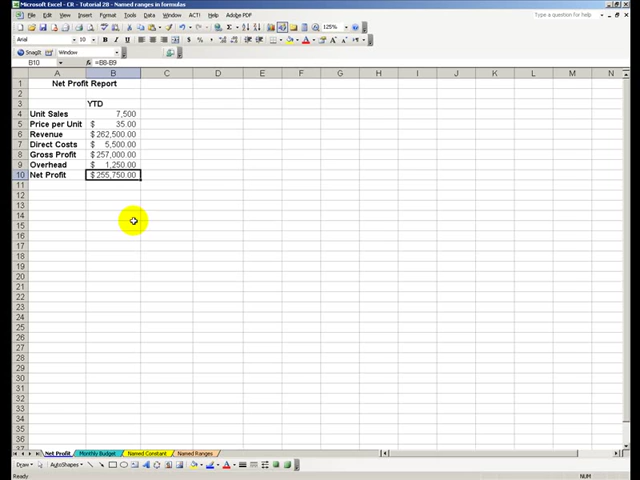 Microsoft Excel - CR - Tutorial 28 - Named ranges in formulas
File Edit View Insert Format Tools Data Window ACT! Help Adobe PDF
Type a question for help
125%
Arial 10 B I U
SnagIt Window
B10 =B8-B9
A B C D E F G H I J K L M N
1 Net Profit Report
2
3 YTD
4 Unit Sales 7,500
5 Price per Unit $ 35.00
6 Revenue $ 262,500.00
7 Direct Costs $ 5,500.00
8 Gross Profit $ 257,000.00
9 Overhead $ 1,250.00
10 Net Profit $ 255,750.00
11
12
13
14
15
16
17
18
19
20
21
22
23
24
25
26
27
28
29
30
31
32
33
34
35
36
37
Net Profit Monthly Budget Named Constant Named Ranges
Draw AutoShapes
Ready NUM